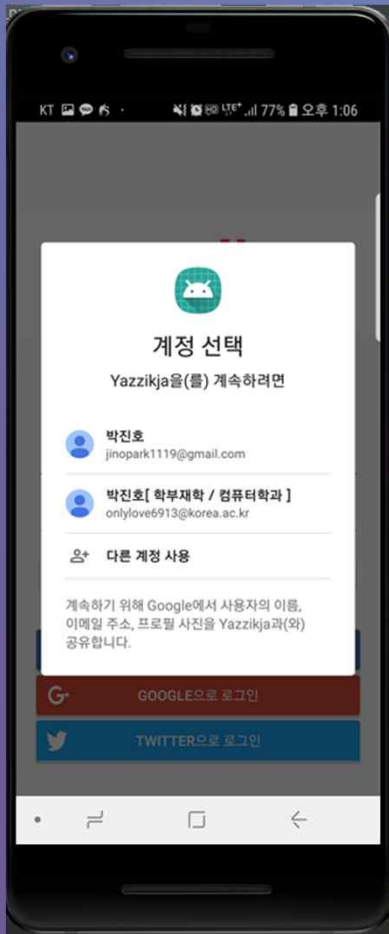 KT 77% 오후 1:06
LTE+
계정 선택
Yazzikja을(를) 계속하려면
박진호
jinopark1119@gmail.com
박진호[ 학부재학 / 컴퓨터학과 ]
onlylove6913@korea.ac.kr
다른 계정 사용
계속하기 위해 Google에서 사용자의 이름,
이메일 주소, 프로필 사진을 Yazzikja과(와)
공유합니다.
G+ GOOGLE으로 로그인
TWITTER으로 로그인